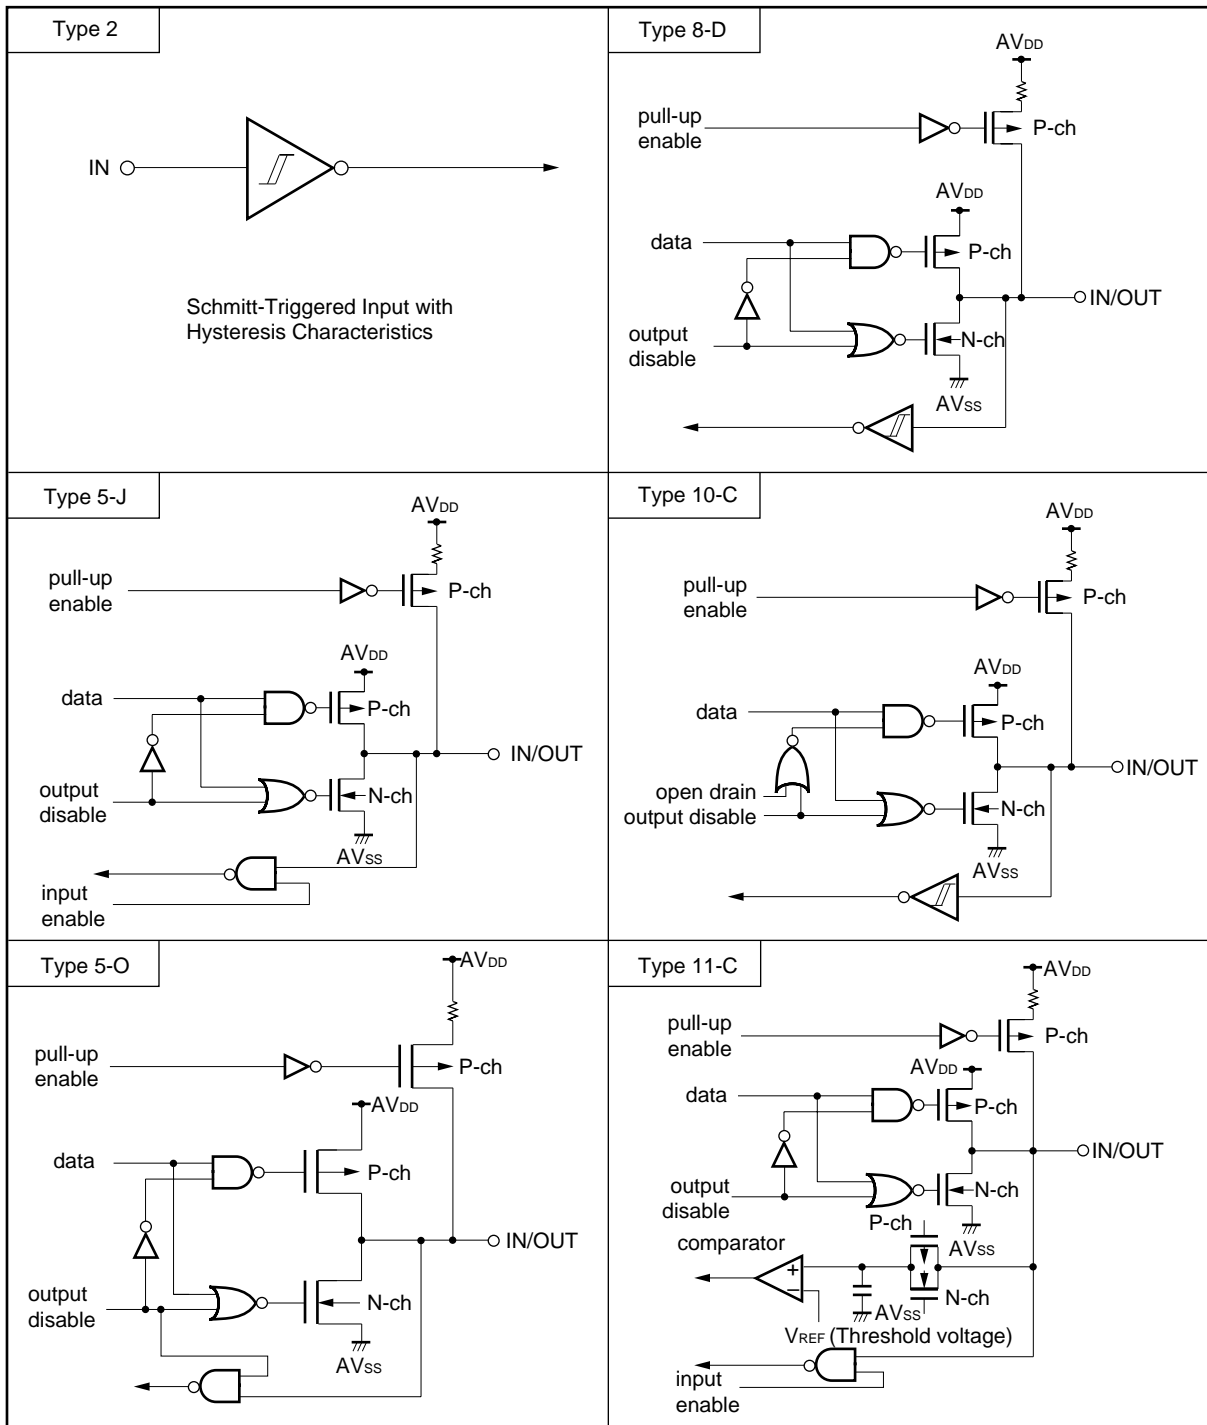 Type 2
IN
Schmitt-Triggered Input with
Hysteresis Characteristics
Type 8-D
AVDD
pull-up
enable
P-ch
AVDD
data
P-ch
IN/OUT
output
disable
N-ch
AVSS
Type 5-J
AVDD
pull-up
enable
P-ch
AVDD
data
P-ch
IN/OUT
output
disable
N-ch
AVSS
input
enable
Type 10-C
AVDD
pull-up
enable
P-ch
AVDD
data
P-ch
IN/OUT
open drain
output disable
N-ch
AVSS
Type 5-O
AVDD
pull-up
enable
P-ch
AVDD
data
P-ch
IN/OUT
output
disable
N-ch
AVSS
Type 11-C
AVDD
pull-up
enable
P-ch
AVDD
data
P-ch
IN/OUT
output
disable
N-ch
P-ch
AVSS
comparator
+
−
N-ch
AVSS
VREF (Threshold voltage)
input
enable